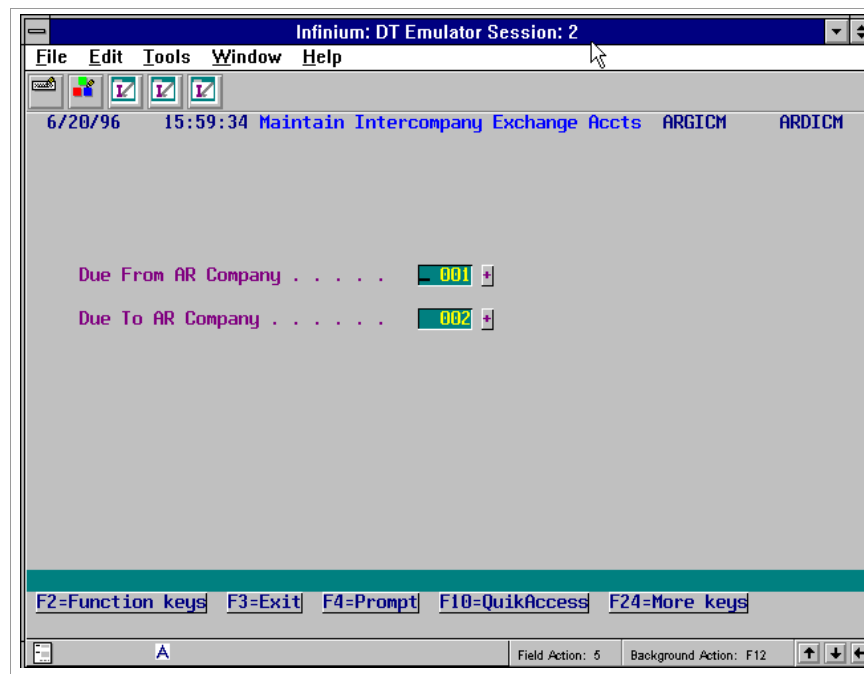 Infinium: DT Emulator Session: 2
File Edit Tools Window Help
6/20/96 15:59:34 Maintain Intercompany Exchange Accts ARGICM ARDICM
Due From AR Company . . . . . 001 +
Due To AR Company . . . . . . 002 +
F2=Function keys F3=Exit F4=Prompt F10=QuikAccess F24=More keys
A Field Action: 5 Background Action: F12